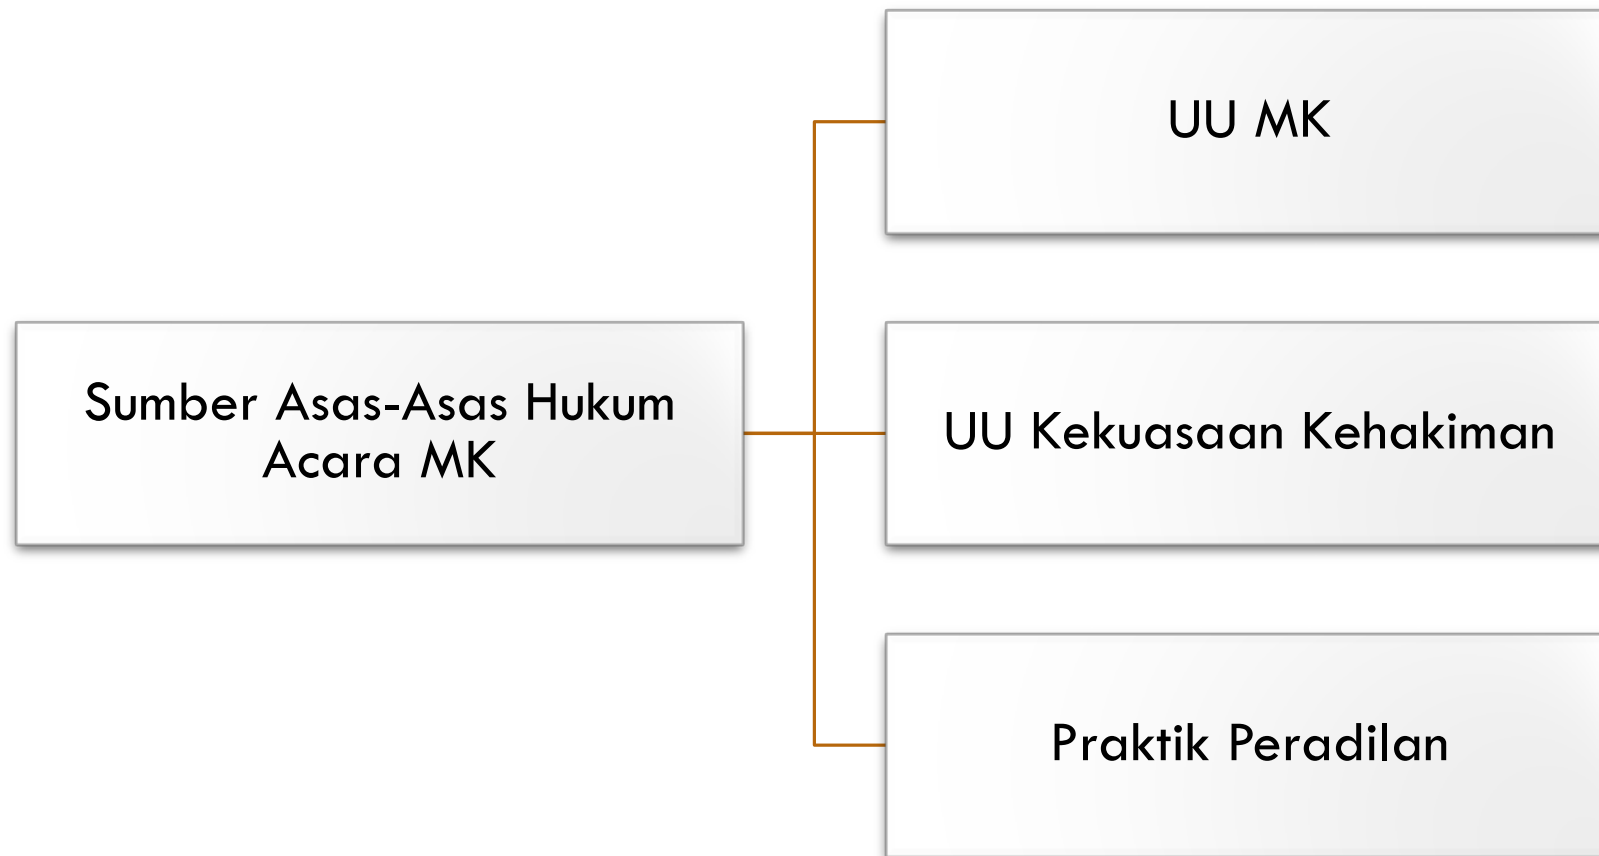 Sumber Asas-Asas Hukum
Acara MK
UU MK
UU Kekuasaan Kehakiman
Praktik Peradilan